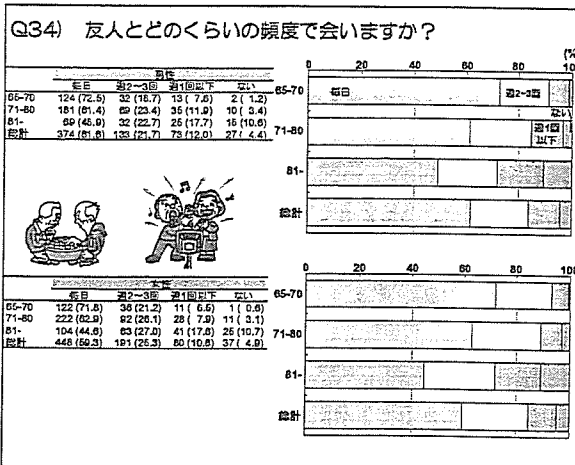 Q34) 友人とどのくらいの頻度で会いますか？
男性
毎日 週2〜3回 週1回以下 ない
65-70 124 (72.5) 32 (18.7) 13 ( 7.6) 2 ( 1.2)
71-80 181 (61.4) 69 (23.4) 35 (11.9) 10 ( 3.4)
81- 69 (48.9) 32 (22.7) 25 (17.7) 15 (10.6)
総計 374 (61.6) 133 (21.7) 73 (12.0) 27 ( 4.4)
(%)
0 20 40 60 80 100
65-70 毎日 週2〜3回
ない
71-80 週1回
以下
81-
総計
女性
毎日 週2〜3回 週1回以下 ない
65-70 122 (71.8) 36 (21.2) 11 ( 6.5) 1 ( 0.6)
71-80 222 (62.9) 92 (26.1) 28 ( 7.9) 11 ( 3.1)
81- 104 (44.6) 63 (27.0) 41 (17.6) 25 (10.7)
総計 448 (59.3) 191 (25.3) 80 (10.6) 37 ( 4.9)
0 20 40 60 80 100
65-70
71-80
81-
総計